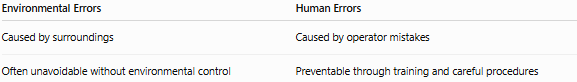 Environmental Errors Human Errors
Caused by surroundings Caused by operator mistakes
Often unavoidable without environmental control Preventable through training and careful procedures